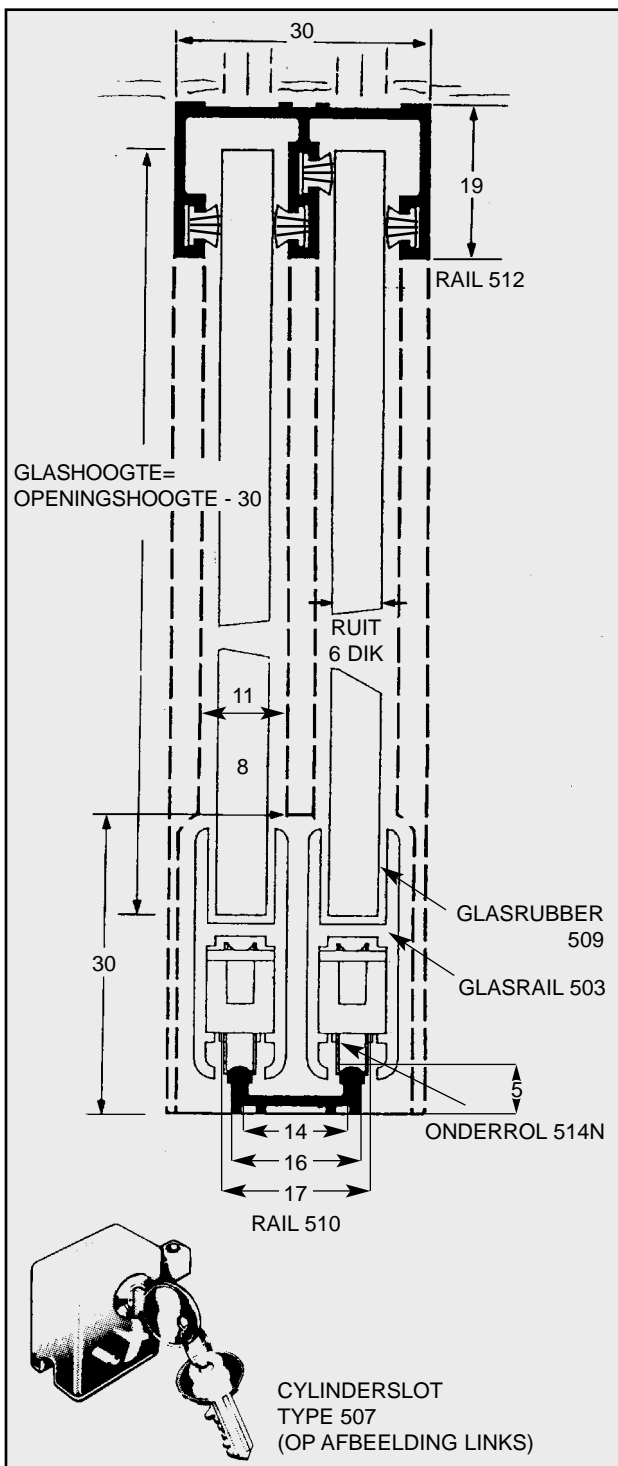 30
19
RAIL 512
GLASHOOGTE=
OPENINGSHOOGTE - 30
RUIT
6 DIK
11
8
GLASRUBBER
509
30
GLASRAIL 503
5
14
ONDERROL 514N
16
17
RAIL 510
CYLINDERSLOT
TYPE 507
(OP AFBEELDING LINKS)